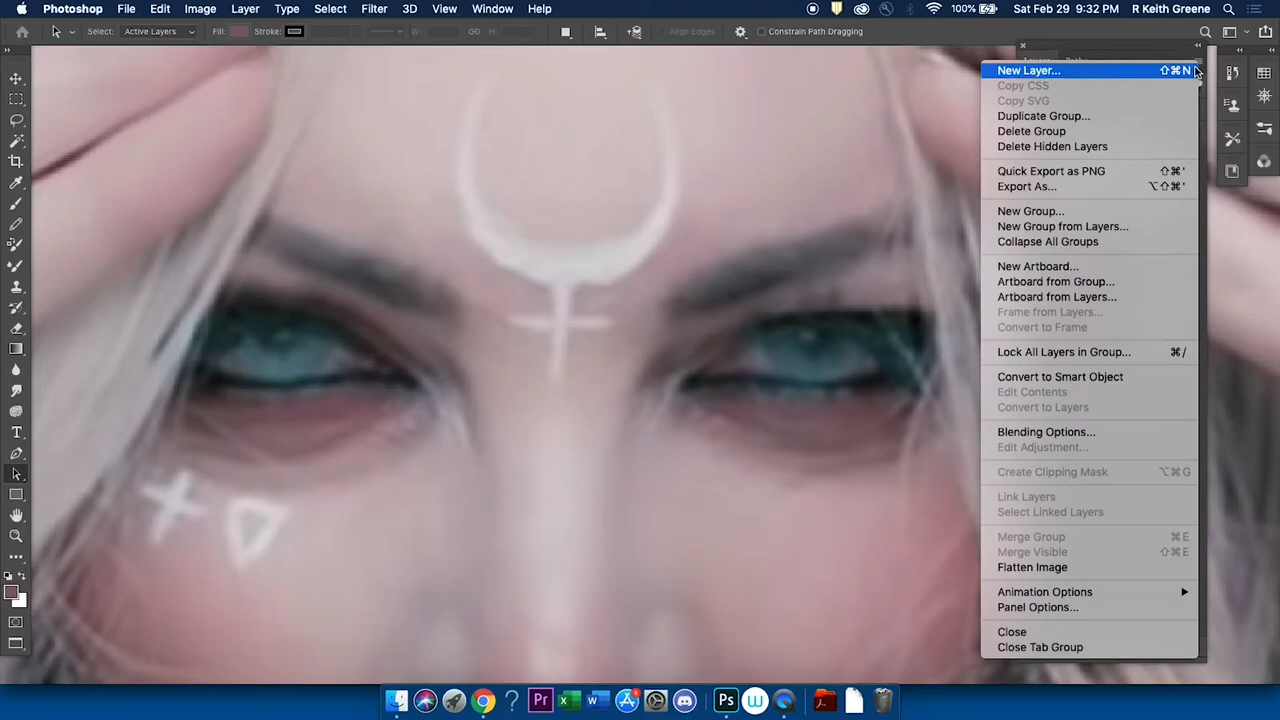 Photoshop File Edit Image Layer Type Select Filter 3D View Window Help 100% Sat Feb 29 9:32 PM R Keith Greene
Select: Active Layers Fill: Stroke: W: H: Align Edges Constrain Path Dragging
New Layer... ⇧⌘N
Copy CSS
Copy SVG
Duplicate Group...
Delete Group
Delete Hidden Layers
Quick Export as PNG ⇧⌘'
Export As... ⌥⇧⌘'
New Group...
New Group from Layers...
Collapse All Groups
New Artboard...
Artboard from Group...
Artboard from Layers...
Frame from Layers...
Convert to Frame
Lock All Layers in Group... ⌘/
Convert to Smart Object
Edit Contents
Convert to Layers
Blending Options...
Edit Adjustment...
Create Clipping Mask ⌥⌘G
Link Layers
Select Linked Layers
Merge Group ⌘E
Merge Visible ⇧⌘E
Flatten Image
Animation Options
Panel Options...
Close
Close Tab Group
Pr W 6 Ps W